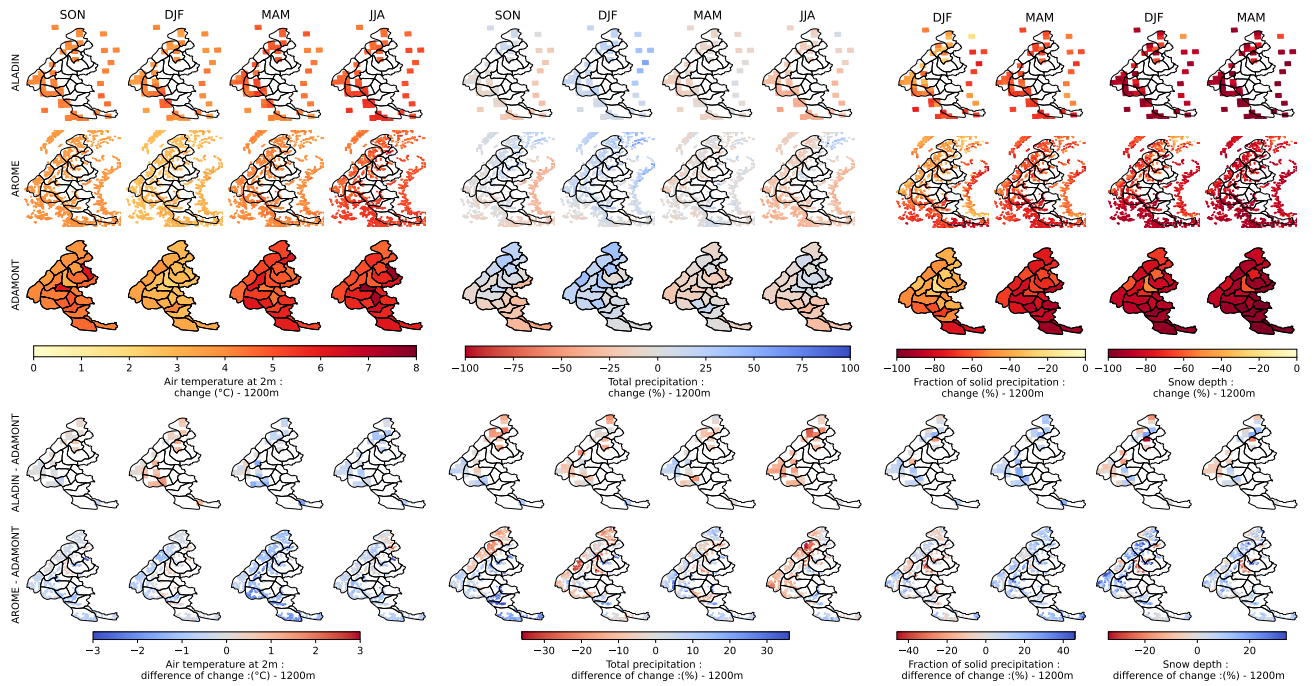 SON DJF MAM JJA SON DJF MAM JJA DJF MAM DJF MAM
ALADIN
AROME
ADAMONT
0 1 2 3 4 5 6 7 8 −100 −75 −50 −25 0 25 50 75 100 −100 −80 −60 −40 −20 0 −100 −80 −60 −40 −20 0
Air temperature at 2m : Total precipitation : Fraction of solid precipitation : Snow depth :
change (°C) - 1200m change (%) - 1200m change (%) - 1200m change (%) - 1200m
ALADIN - ADAMONT
AROME - ADAMONT
−3 −2 −1 0 1 2 3 −30 −20 −10 0 10 20 30 −40 −20 0 20 40 −20 0 20
Air temperature at 2m : Total precipitation : Fraction of solid precipitation : Snow depth :
difference of change :(°C) - 1200m difference of change :(%) - 1200m difference of change :(%) - 1200m difference of change :(%) - 1200m